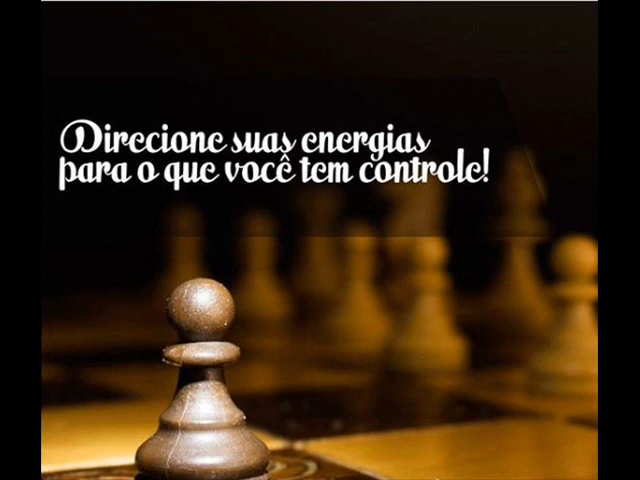 Direcione suas energias
para o que você tem controle!